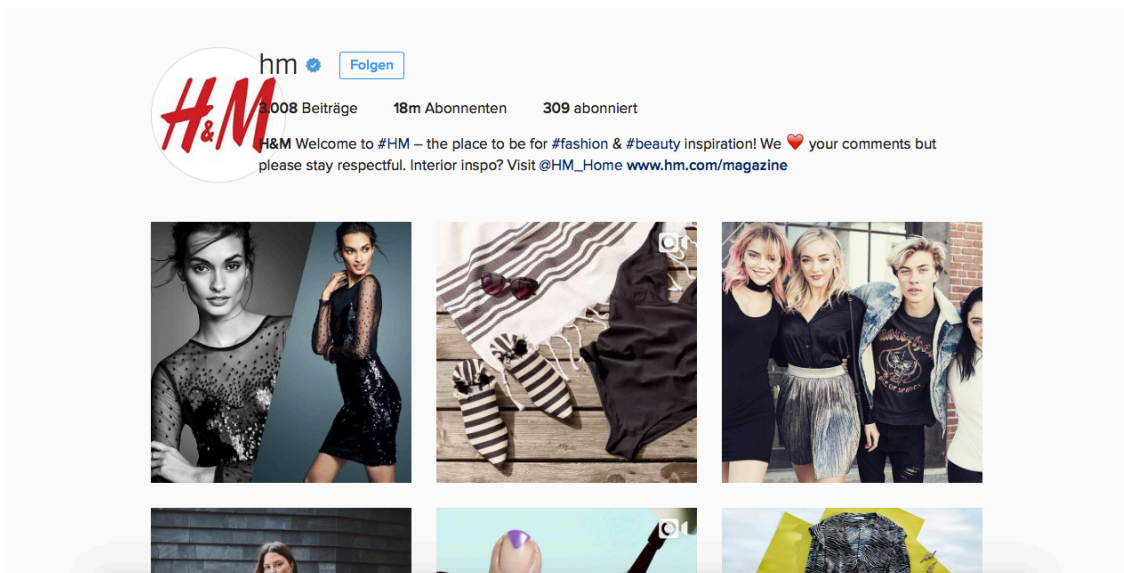 H&M
hm Folgen
3.008 Beiträge 18m Abonnenten 309 abonniert
H&M Welcome to #HM – the place to be for #fashion & #beauty inspiration! We ❤️ your comments but
please stay respectful. Interior inspo? Visit @HM_Home www.hm.com/magazine